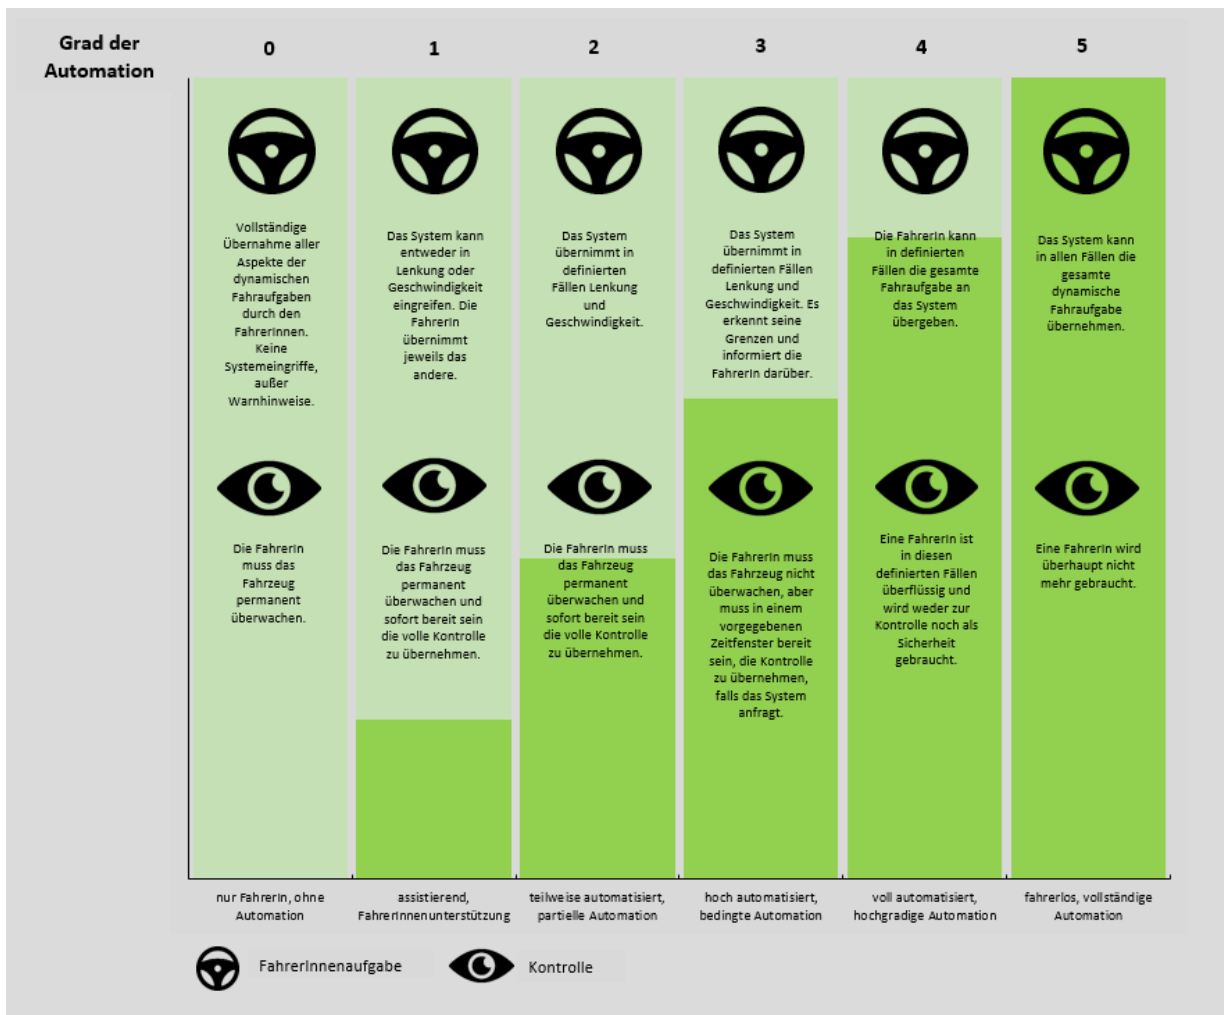 Grad der
Automation
0
1
2
3
4
5
Vollständige
Übernahme aller
Aspekte der
dynamischen
Fahraufgaben
durch den
FahrerInnen.
Keine
Systemeingriffe,
außer
Warnhinweise.
Das System kann
entweder in
Lenkung oder
Geschwindigkeit
eingreifen. Die
FahrerIn
übernimmt
jeweils das
andere.
Das System
übernimmt in
definierten
Fällen Lenkung
und
Geschwindigkeit.
Das System
übernimmt in
definierten Fällen
Lenkung und
Geschwindigkeit. Es
erkennt seine
Grenzen und
informiert die
FahrerIn darüber.
Die FahrerIn kann
in definierten
Fällen die gesamte
Fahraufgabe an
das System
übergeben.
Das System kann
in allen Fällen die
gesamte
dynamische
Fahraufgabe
übernehmen.
Die FahrerIn
muss das
Fahrzeug
permanent
überwachen.
Die FahrerIn muss
das Fahrzeug
permanent
überwachen und
sofort bereit sein
die volle Kontrolle
zu übernehmen.
Die FahrerIn muss
das Fahrzeug
permanent
überwachen und
sofort bereit sein
die volle Kontrolle
zu übernehmen.
Die FahrerIn muss
das Fahrzeug nicht
überwachen, aber
muss in einem
vorgegebenen
Zeitfenster bereit
sein, die Kontrolle
zu übernehmen,
falls das System
anfragt.
Eine FahrerIn ist
in diesen
definierten Fällen
überflüssig und
wird weder zur
Kontrolle noch als
Sicherheit
gebraucht.
Eine FahrerIn wird
überhaupt nicht
mehr gebraucht.
nur FahrerIn, ohne
Automation
assistierend,
FahrerInnenunterstützung
teilweise automatisiert,
partielle Automation
hoch automatisiert,
bedingte Automation
voll automatisiert,
hochgradige Automation
fahrerlos, vollständige
Automation
FahrerInnenaufgabe
Kontrolle